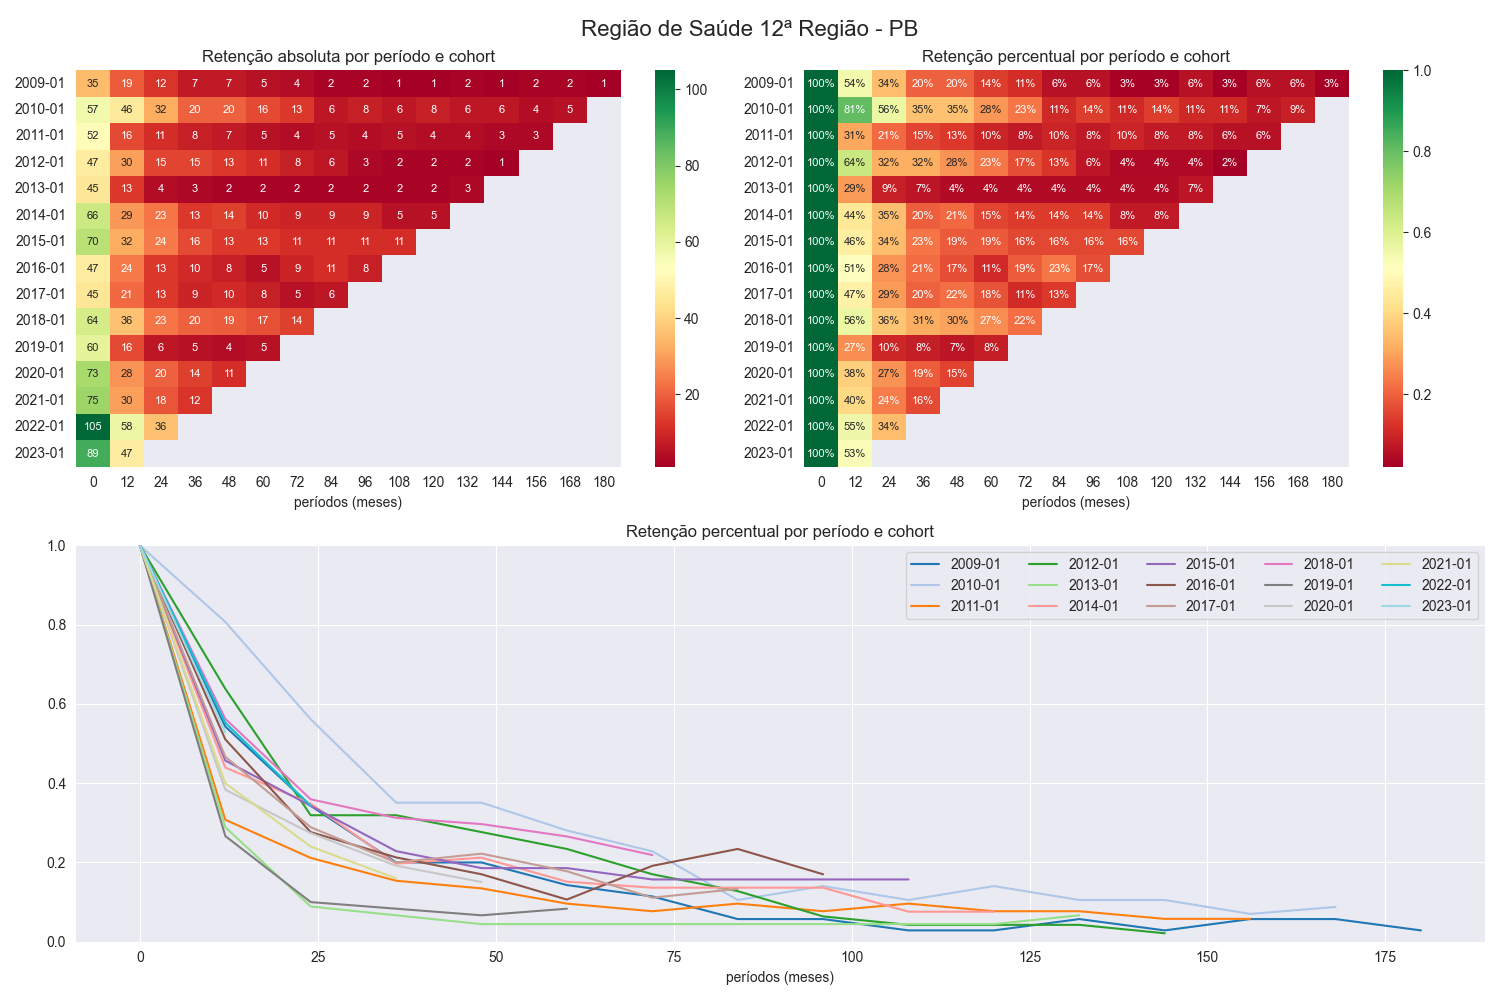 Região de Saúde 12ª Região - PB
Retenção absoluta por período e cohort
2009-01 35 19 12 7 7 5 4 2 2 1 1 2 1 2 2 1
2010-01 57 46 32 20 20 16 13 6 8 6 8 6 6 4 5
2011-01 52 16 11 8 7 5 4 5 4 5 4 4 3 3
2012-01 47 30 15 15 13 11 8 6 3 2 2 2 1
2013-01 45 13 4 3 2 2 2 2 2 2 2 3
2014-01 66 29 23 13 14 10 9 9 9 5 5
2015-01 70 32 24 16 13 13 11 11 11 11
2016-01 47 24 13 10 8 5 9 11 8
2017-01 45 21 13 9 10 8 5 6
2018-01 64 36 23 20 19 17 14
2019-01 60 16 6 5 4 5
2020-01 73 28 20 14 11
2021-01 75 30 18 12
2022-01 105 58 36
2023-01 89 47
0 12 24 36 48 60 72 84 96 108 120 132 144 156 168 180
períodos (meses)
100
80
60
40
20
Retenção percentual por período e cohort
2009-01 100% 54% 34% 20% 20% 14% 11% 6% 6% 3% 3% 6% 3% 6% 6% 3%
2010-01 100% 81% 56% 35% 35% 28% 23% 11% 14% 11% 14% 11% 11% 7% 9%
2011-01 100% 31% 21% 15% 13% 10% 8% 10% 8% 10% 8% 8% 6% 6%
2012-01 100% 64% 32% 32% 28% 23% 17% 13% 6% 4% 4% 4% 2%
2013-01 100% 29% 9% 7% 4% 4% 4% 4% 4% 4% 4% 7%
2014-01 100% 44% 35% 20% 21% 15% 14% 14% 14% 8% 8%
2015-01 100% 46% 34% 23% 19% 19% 16% 16% 16% 16%
2016-01 100% 51% 28% 21% 17% 11% 19% 23% 17%
2017-01 100% 47% 29% 20% 22% 18% 11% 13%
2018-01 100% 56% 36% 31% 30% 27% 22%
2019-01 100% 27% 10% 8% 7% 8%
2020-01 100% 38% 27% 19% 15%
2021-01 100% 40% 24% 16%
2022-01 100% 55% 34%
2023-01 100% 53%
0 12 24 36 48 60 72 84 96 108 120 132 144 156 168 180
períodos (meses)
1.0
0.8
0.6
0.4
0.2
Retenção percentual por período e cohort
1.0
0.8
0.6
0.4
0.2
0.0
2009-01 2012-01 2015-01 2018-01 2021-01
2010-01 2013-01 2016-01 2019-01 2022-01
2011-01 2014-01 2017-01 2020-01 2023-01
0 25 50 75 100 125 150 175
períodos (meses)